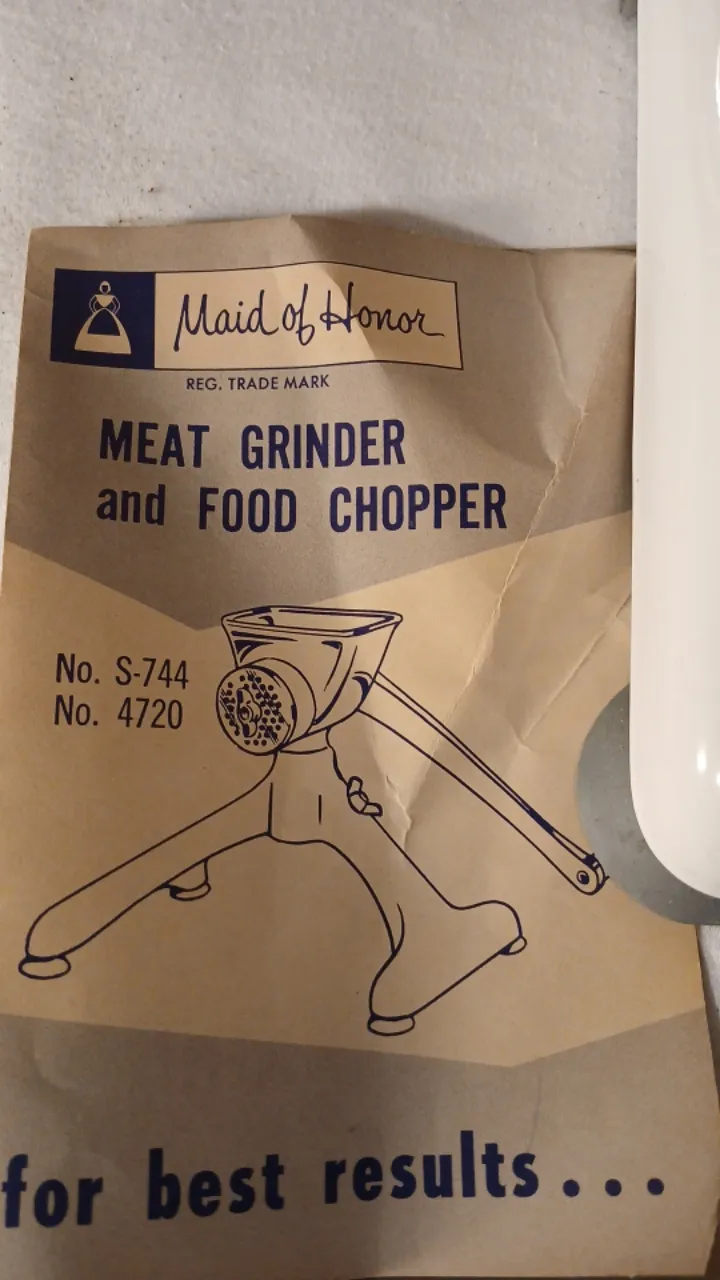 Maid of Honor
REG. TRADE MARK
MEAT GRINDER
and FOOD CHOPPER
No. S-744
No. 4720
for best results...